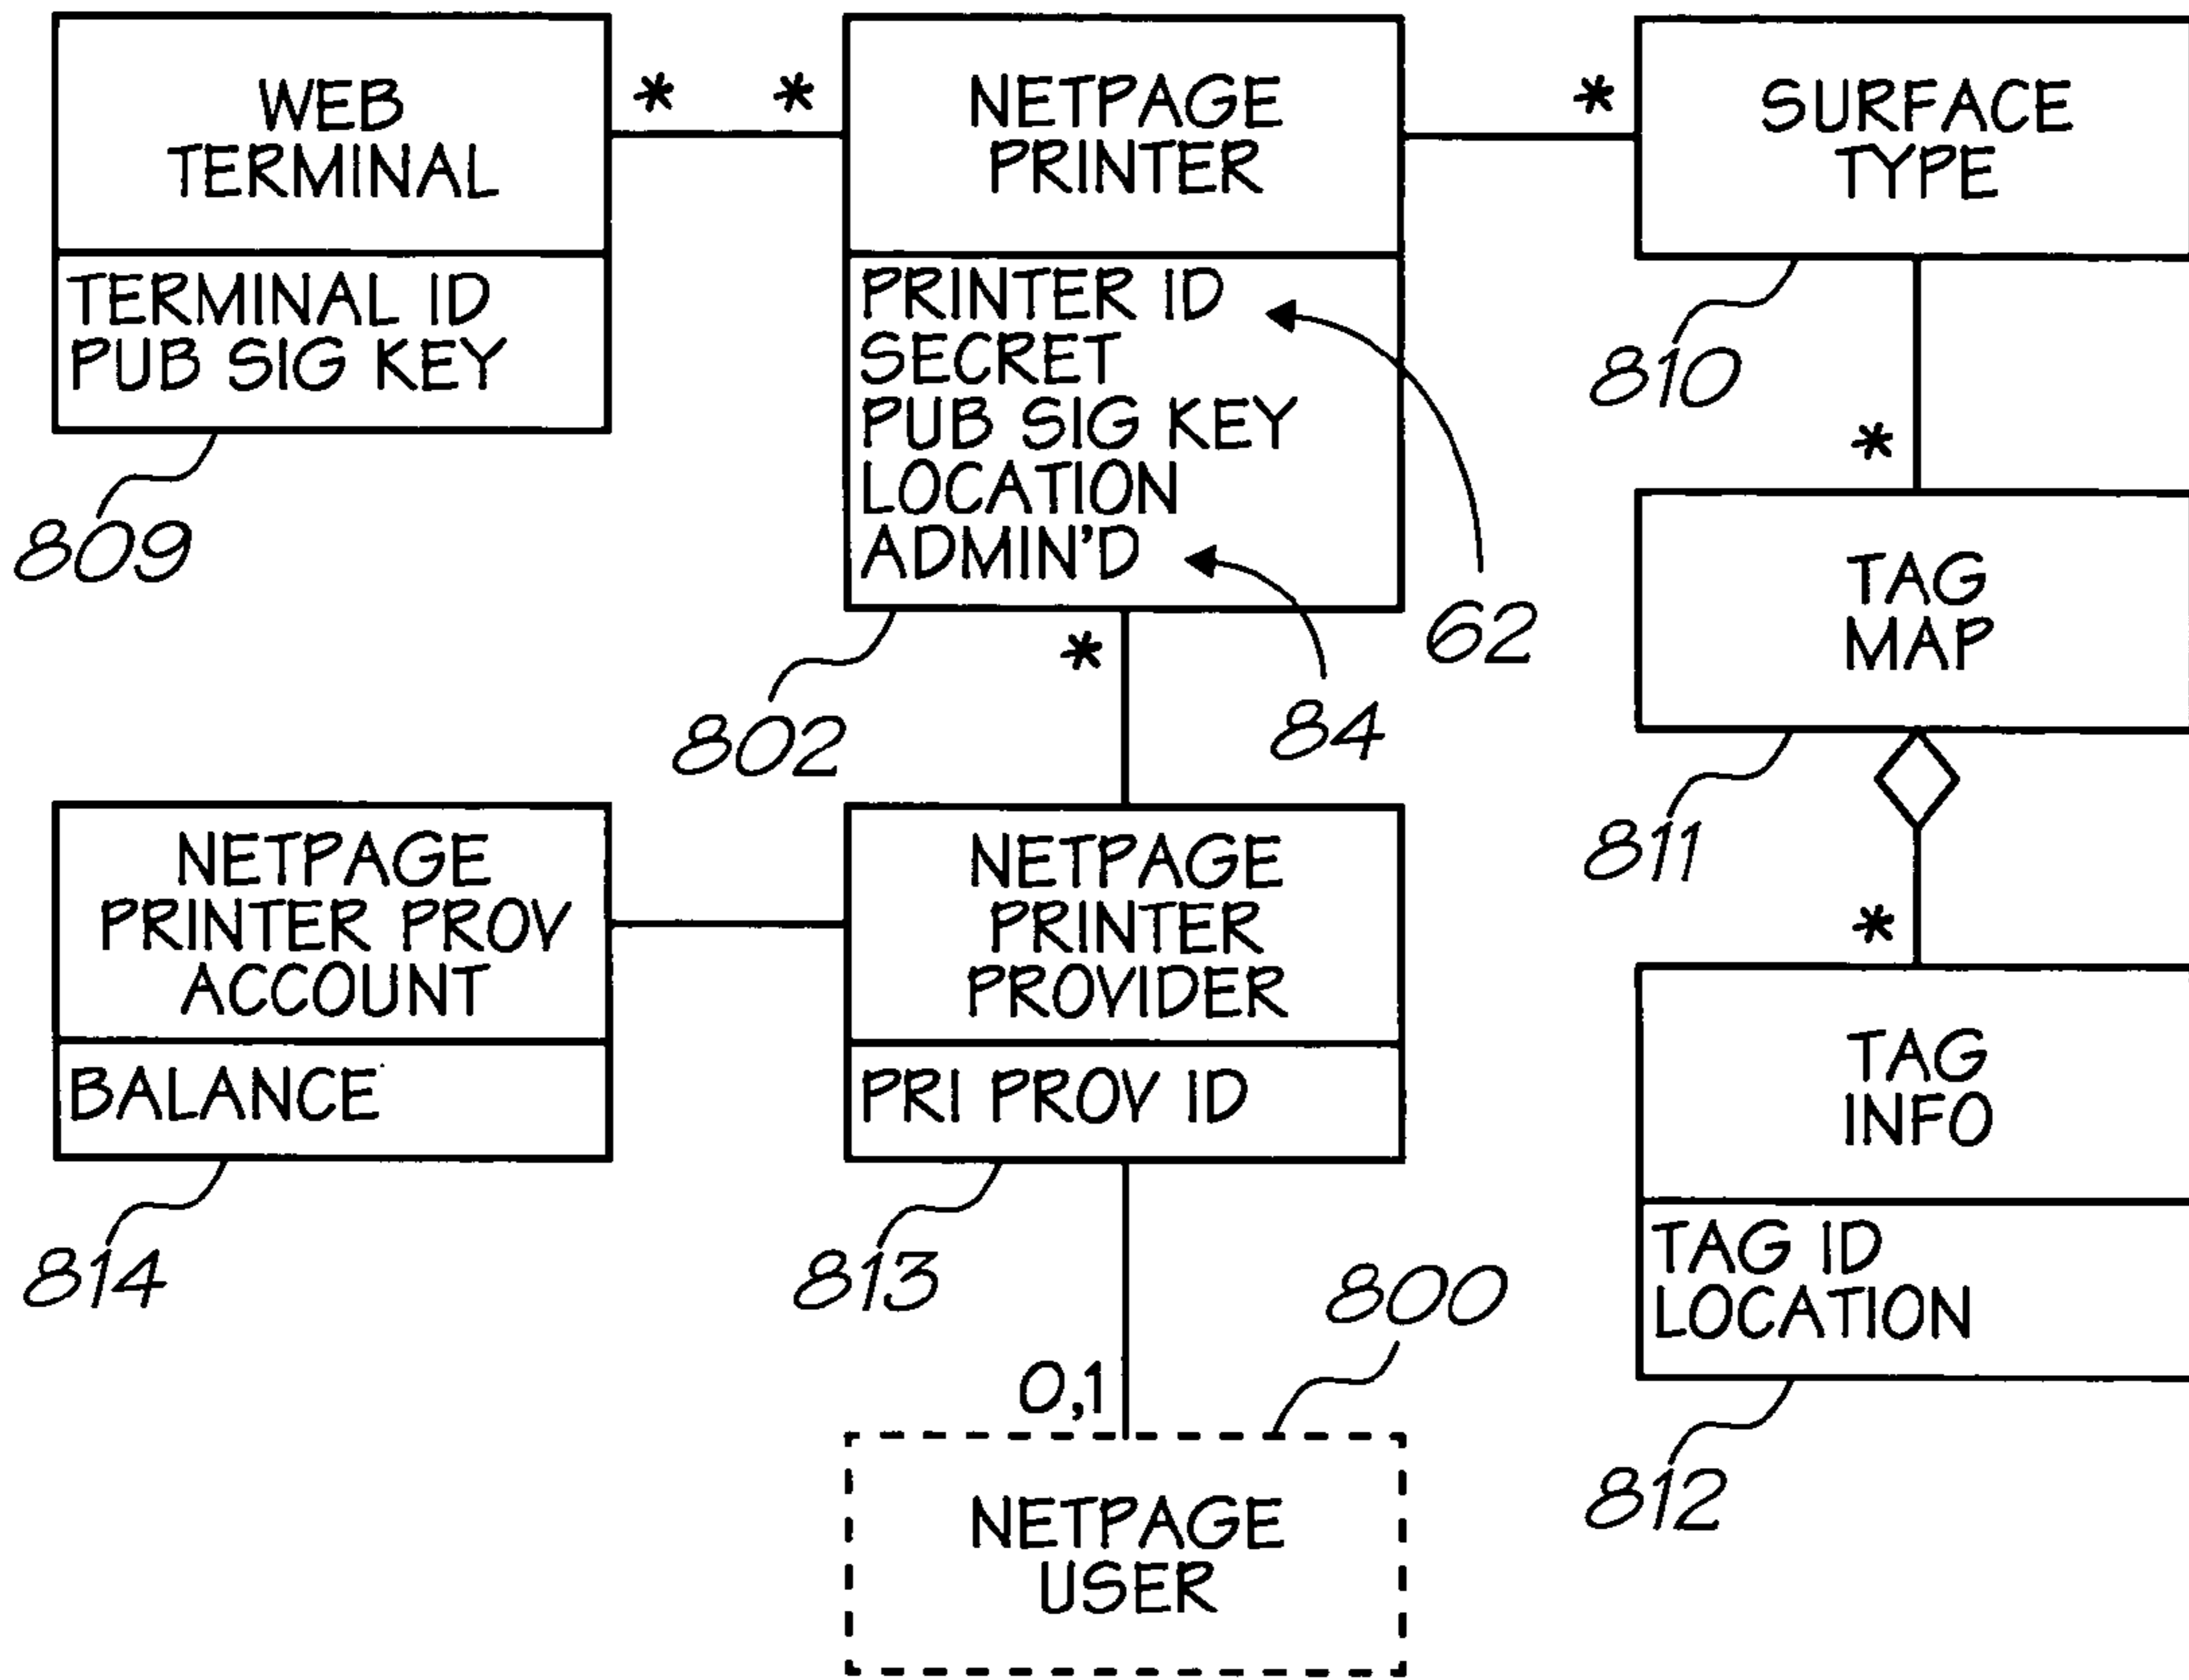 WEB
TERMINAL
TERMINAL ID
PUB SIG KEY
809
* *
NETPAGE
PRINTER
PRINTER ID
SECRET
PUB SIG KEY
LOCATION
ADMIN'D
62
84
802
*
*
SURFACE
TYPE
810
*
TAG
MAP
811
*
TAG
INFO
TAG ID
LOCATION
812
NETPAGE
PRINTER PROV
ACCOUNT
BALANCE
814
NETPAGE
PRINTER
PROVIDER
PRI PROV ID
813
800
0,1
NETPAGE
USER